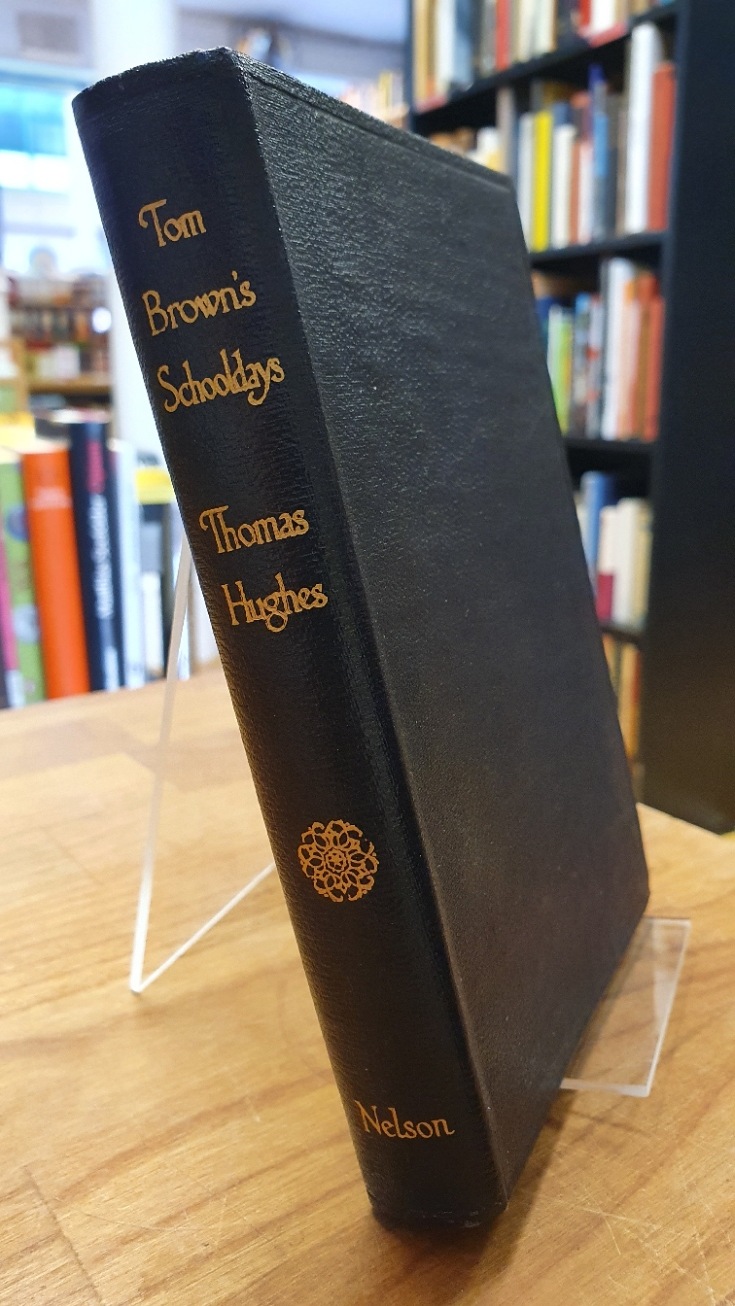 Tom
Brown's
Schooldays
Thomas
Hughes
Nelson